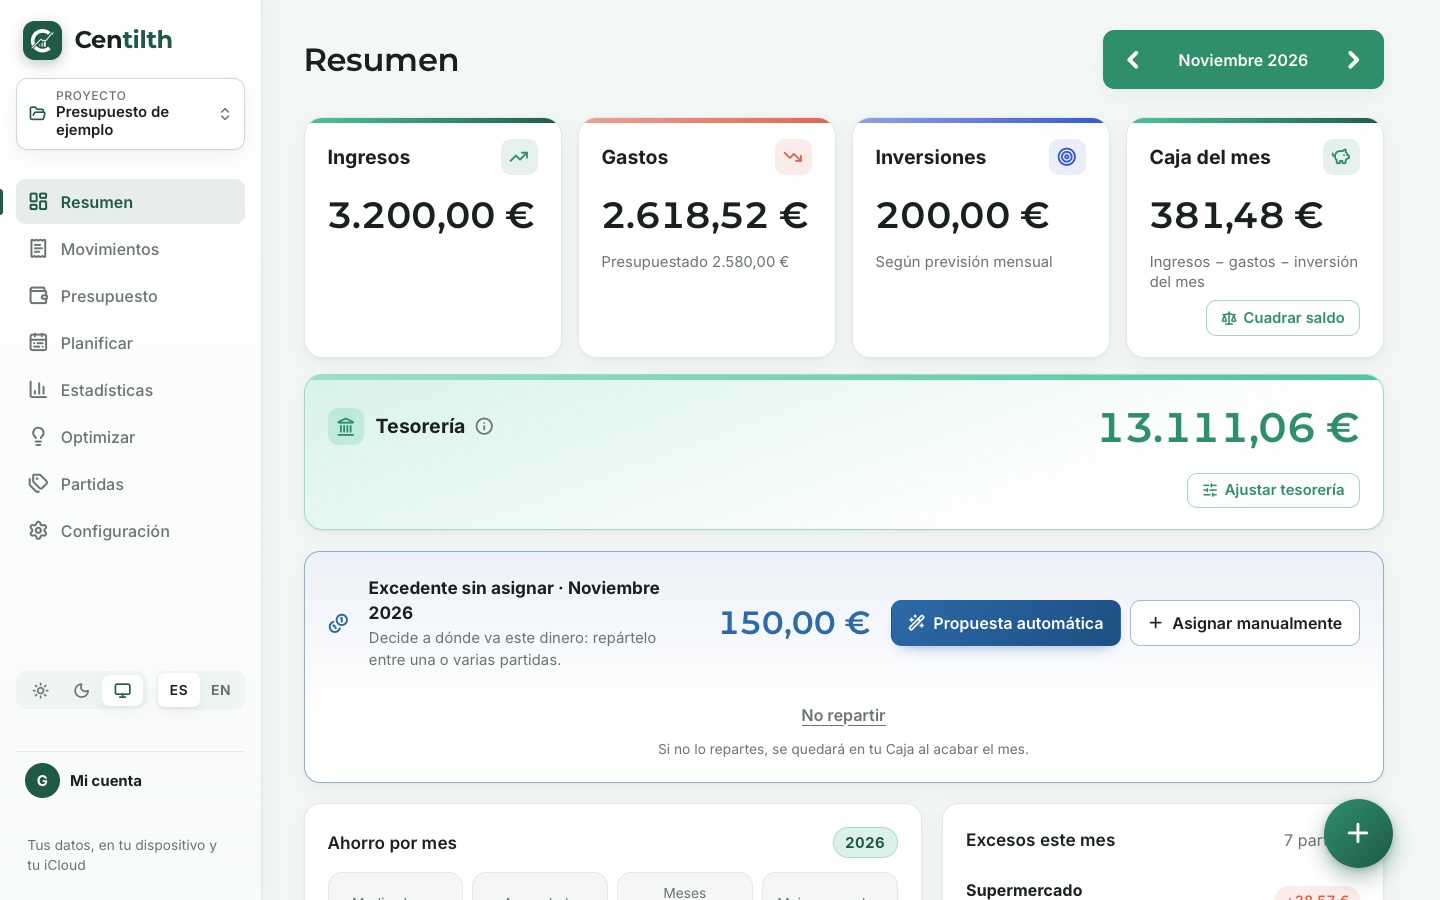 Centilth
PROYECTO
Presupuesto de
ejemplo
Resumen
Movimientos
Presupuesto
Planificar
Estadísticas
Optimizar
Partidas
Configuración
ES
EN
G
Mi cuenta
Tus datos, en tu dispositivo y
tu iCloud
Resumen
Noviembre 2026
Ingresos
3.200,00 €
Gastos
2.618,52 €
Presupuestado 2.580,00 €
Inversiones
200,00 €
Según previsión mensual
Caja del mes
381,48 €
Ingresos − gastos − inversión
del mes
Cuadrar saldo
Tesorería
13.111,06 €
Ajustar tesorería
Excedente sin asignar · Noviembre
2026
Decide a dónde va este dinero: repártelo
entre una o varias partidas.
150,00 €
Propuesta automática
Asignar manualmente
No repartir
Si no lo repartes, se quedará en tu Caja al acabar el mes.
Ahorro por mes
2026
Meses
Excesos este mes
7
Supermercado